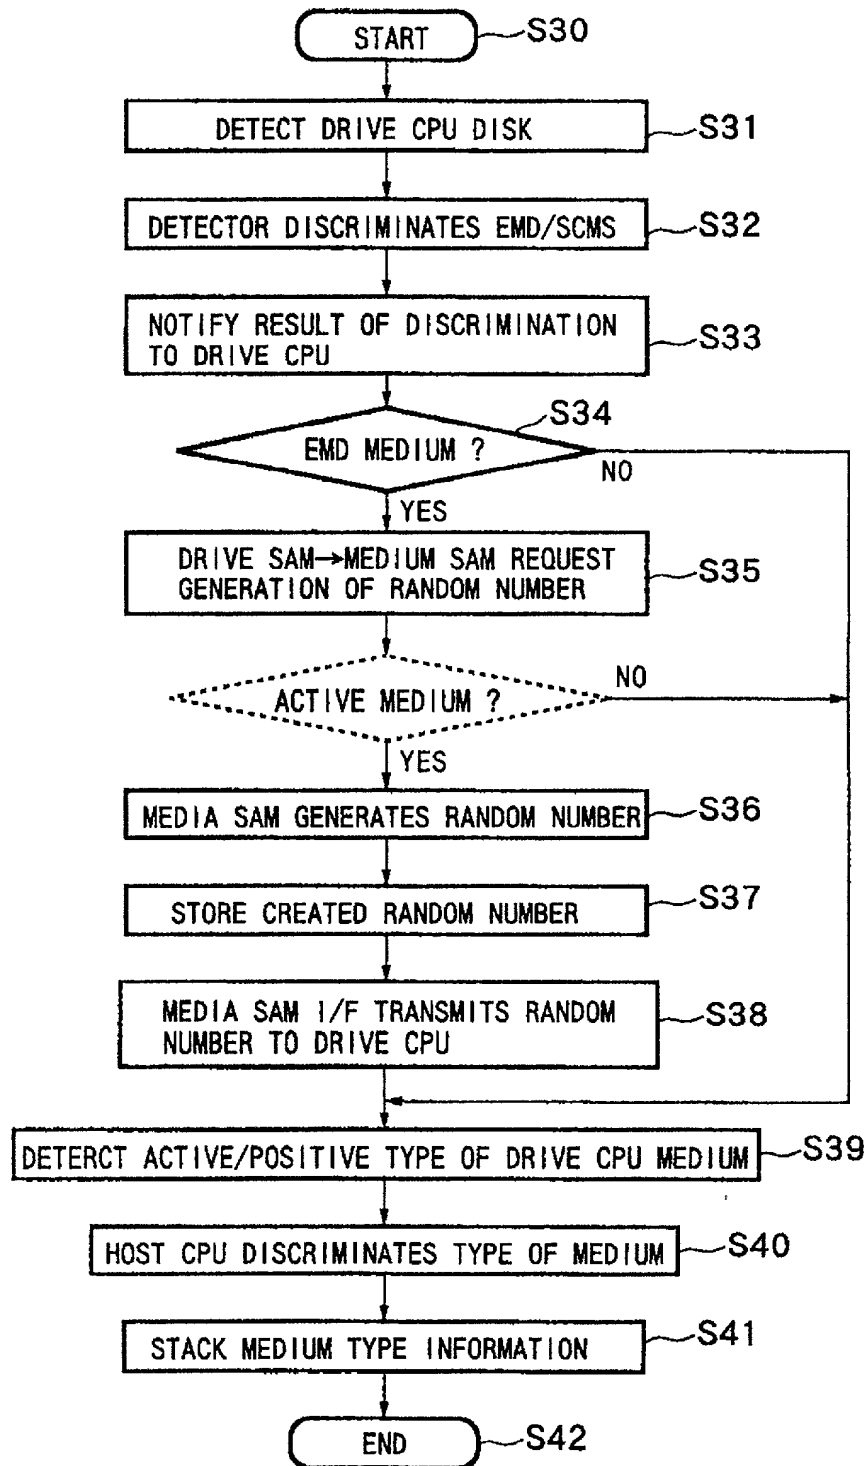 START
S30
DETECT DRIVE CPU DISK
S31
DETECTOR DISCRIMINATES EMD/SCMS
S32
NOTIFY RESULT OF DISCRIMINATION
TO DRIVE CPU
S33
S34
EMD MEDIUM ?
NO
YES
DRIVE SAM→MEDIUM SAM REQUEST
GENERATION OF RANDOM NUMBER
S35
ACTIVE MEDIUM ?
NO
YES
MEDIA SAM GENERATES RANDOM NUMBER
S36
STORE CREATED RANDOM NUMBER
S37
MEDIA SAM I/F TRANSMITS RANDOM
NUMBER TO DRIVE CPU
S38
DETERCT ACTIVE/POSITIVE TYPE OF DRIVE CPU MEDIUM
S39
HOST CPU DISCRIMINATES TYPE OF MEDIUM
S40
STACK MEDIUM TYPE INFORMATION
S41
END
S42